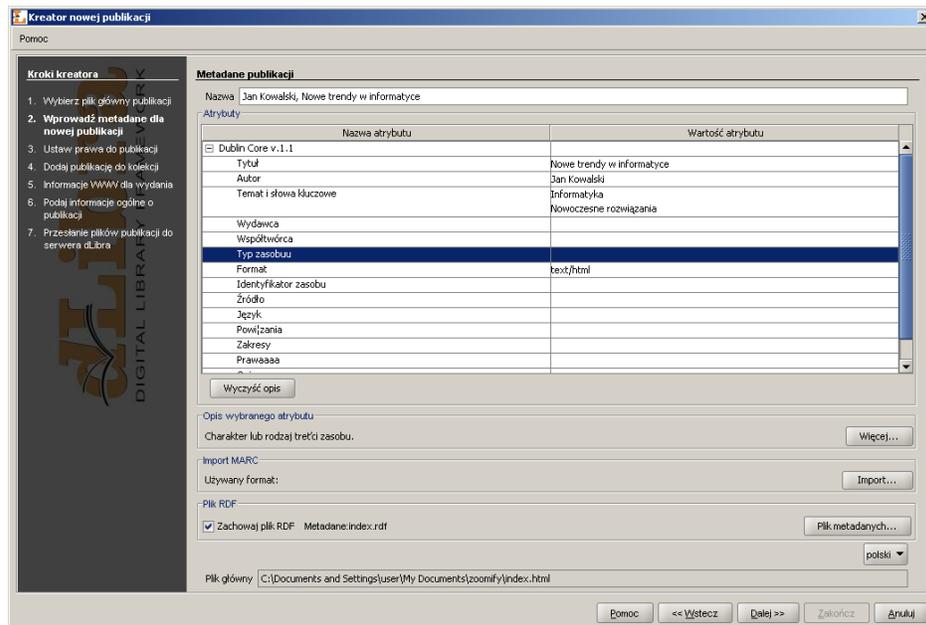 Kreator nowej publikacji
Pomoc
Kroki kreatora
1. Wybierz plik główny publikacji
2. Wprowadź metadane dla
nowej publikacji
3. Ustaw prawa do publikacji
4. Dodaj publikację do kolekcji
5. Informacje WWW dla wydania
6. Podaj informacje ogólne o
publikacji
7. Przesłanie plików publikacji do
serwera dLibra
dLibra
DIGITAL LIBRARY FRAMEWORK
Metadane publikacji
Nazwa Jan Kowalski, Nowe trendy w informatyce
Atrybuty
Nazwa atrybutu Wartość atrybutu
Dublin Core v.1.1
Tytuł Nowe trendy w informatyce
Autor Jan Kowalski
Temat i słowa kluczowe Informatyka
Nowoczesne rozwiązania
Wydawca
Współtwórca
Typ zasobuu
Format text/html
Identyfikator zasobu
Źródło
Język
Powi¦zania
Zakresy
Prawaaaa
Wyczyść opis
Opis wybranego atrybutu
Charakter lub rodzaj tret'ci zasobu.
Więcej...
Import MARC
Używany format:
Import...
Plik RDF
Zachowaj plik RDF Metadane:index.rdf
Plik metadanych...
polski
Plik główny C:\Documents and Settings\user\My Documents\zoomify\index.html
Pomoc << Wstecz Dalej >> Zakończ Anuluj